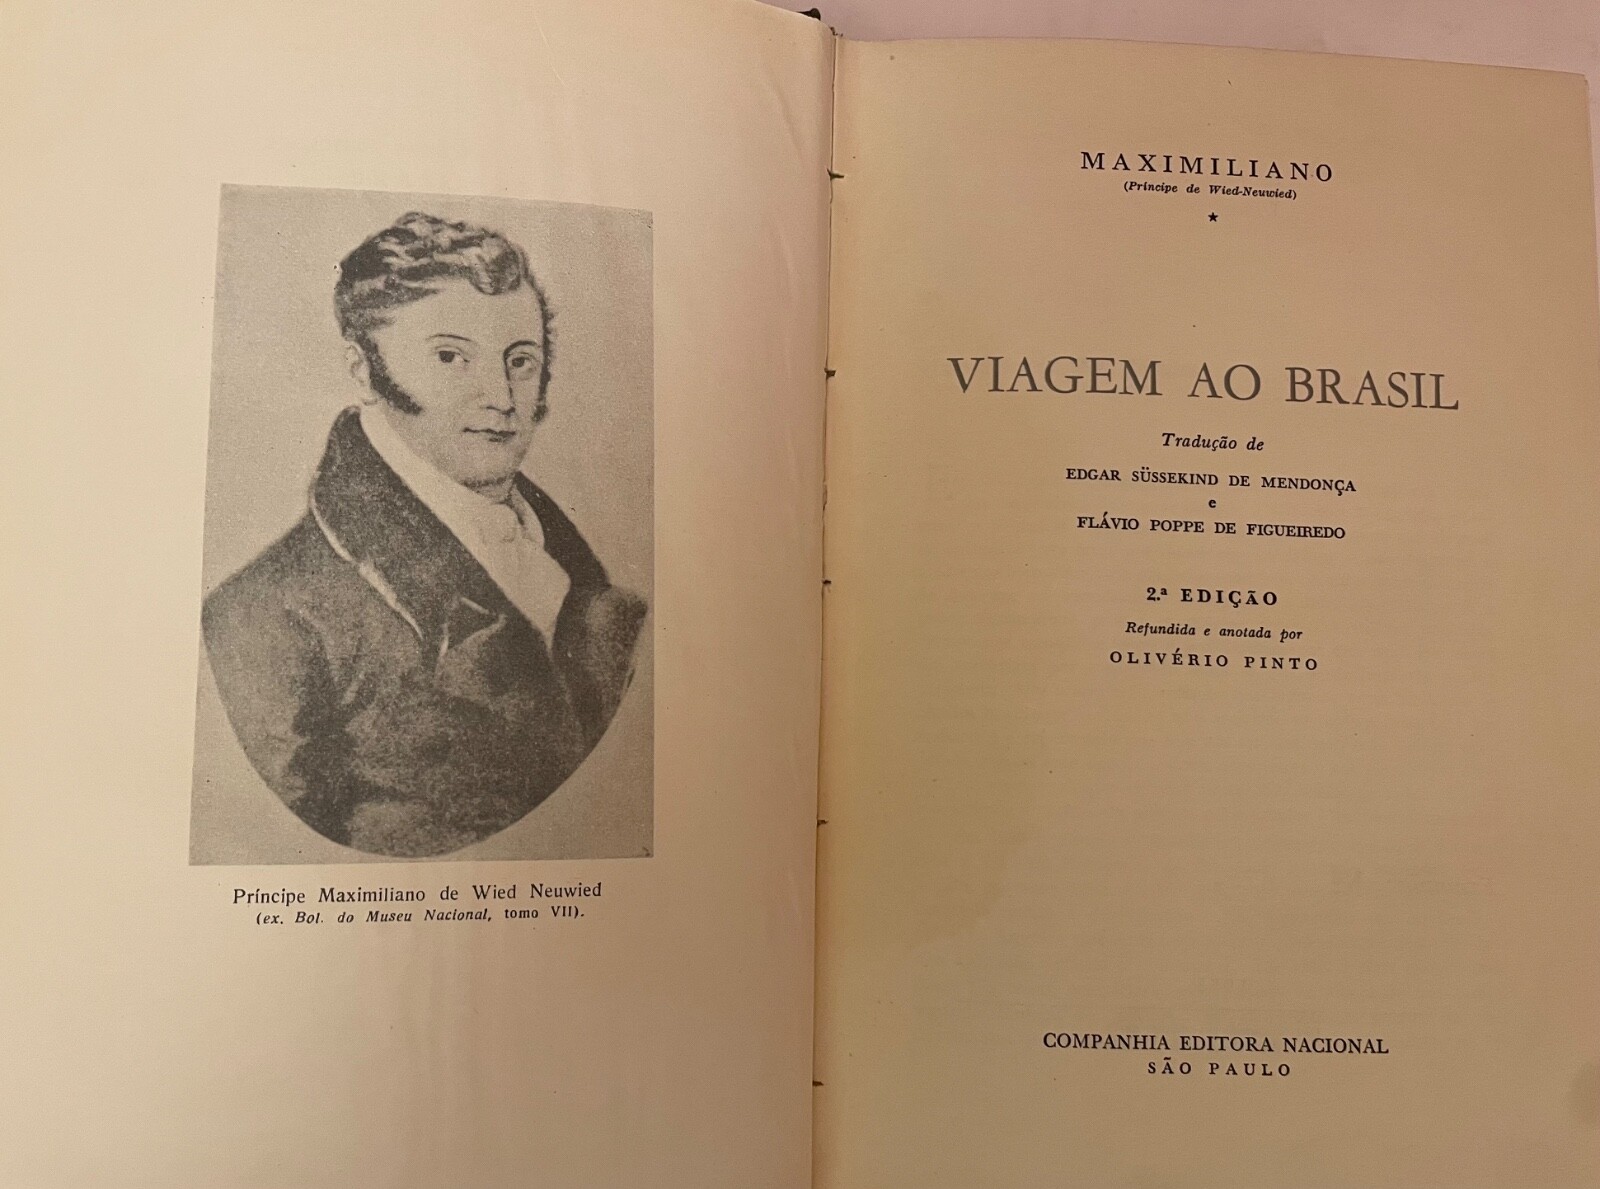 Príncipe Maximiliano de Wied Neuwied
(ex. Bol. do Museu Nacional, tomo VII).
MAXIMILIANO
(Príncipe de Wied-Neuwied)
★
VIAGEM AO BRASIL
Tradução de
EDGAR SÜSSEKIND DE MENDONÇA
e
FLÁVIO POPPE DE FIGUEIREDO
2.ª EDIÇÃO
Refundida e anotada por
OLIVÉRIO PINTO
COMPANHIA EDITORA NACIONAL
SÃO PAULO